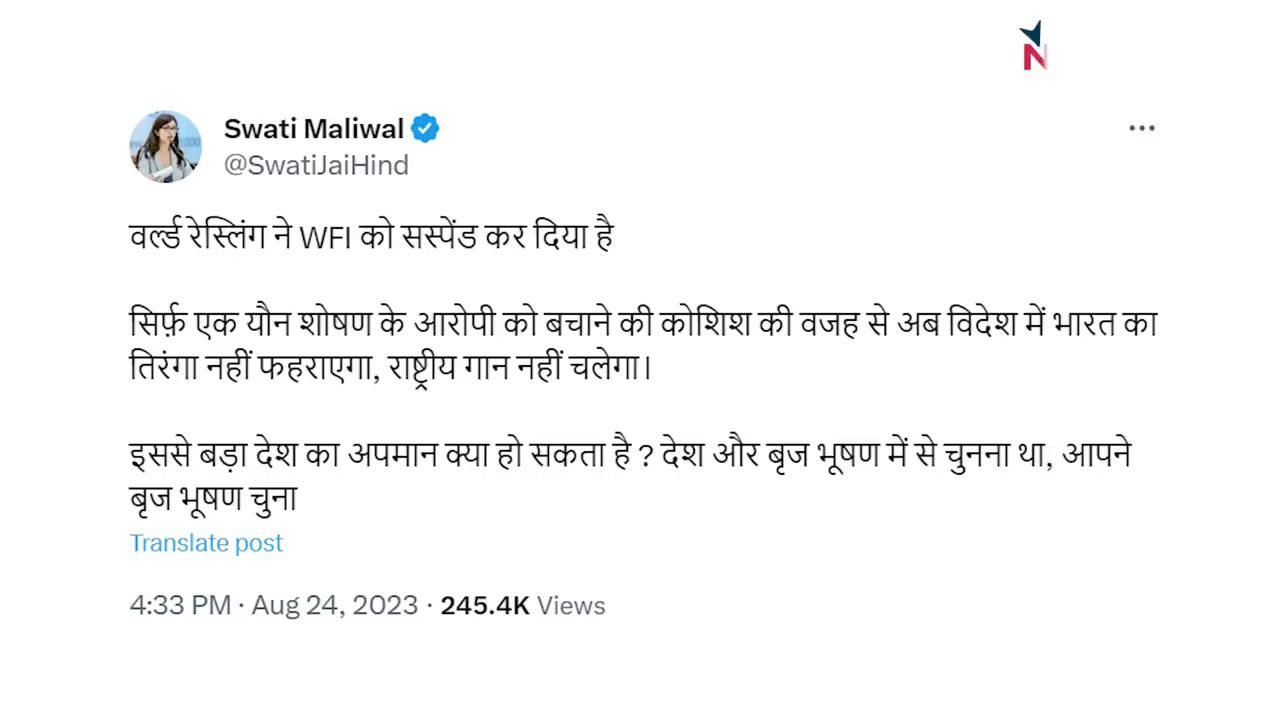 N
Swati Maliwal
@SwatiJaiHind
वर्ल्ड रेस्लिंग ने WFI को सस्पेंड कर दिया है
सिर्फ़ एक यौन शोषण के आरोपी को बचाने की कोशिश की वजह से अब विदेश में भारत का
तिरंगा नहीं फहराएगा, राष्ट्रीय गान नहीं चलेगा।
इससे बड़ा देश का अपमान क्या हो सकता है ? देश और बृज भूषण में से चुनना था, आपने
बृज भूषण चुना
Translate post
4:33 PM · Aug 24, 2023 · 245.4K Views